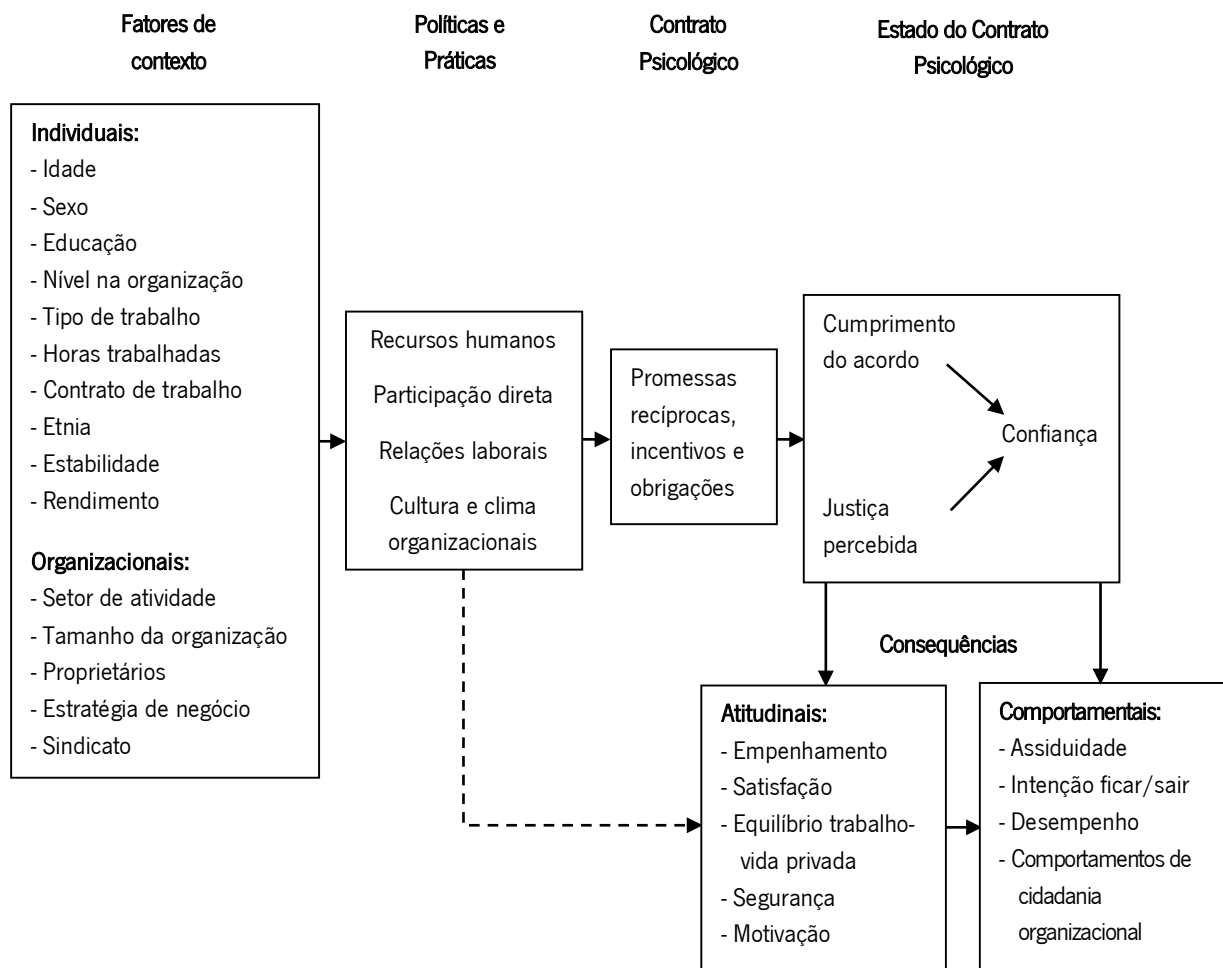 Fatores de
contexto
Políticas e
Práticas
Contrato
Psicológico
Estado do Contrato
Psicológico
Individuais:
- Idade
- Sexo
- Educação
- Nível na organização
- Tipo de trabalho
- Horas trabalhadas
- Contrato de trabalho
- Etnia
- Estabilidade
- Rendimento
Organizacionais:
- Setor de atividade
- Tamanho da organização
- Proprietários
- Estratégia de negócio
- Sindicato
Recursos humanos
Participação direta
Relações laborais
Cultura e clima
organizacionais
Promessas
recíprocas,
incentivos e
obrigações
Cumprimento
do acordo
Confiança
Justiça
percebida
Consequências
Atitudinais:
- Empenhamento
- Satisfação
- Equilíbrio trabalho-
vida privada
- Segurança
- Motivação
Comportamentais:
- Assiduidade
- Intenção ficar/sair
- Desempenho
- Comportamentos de
cidadania
organizacional